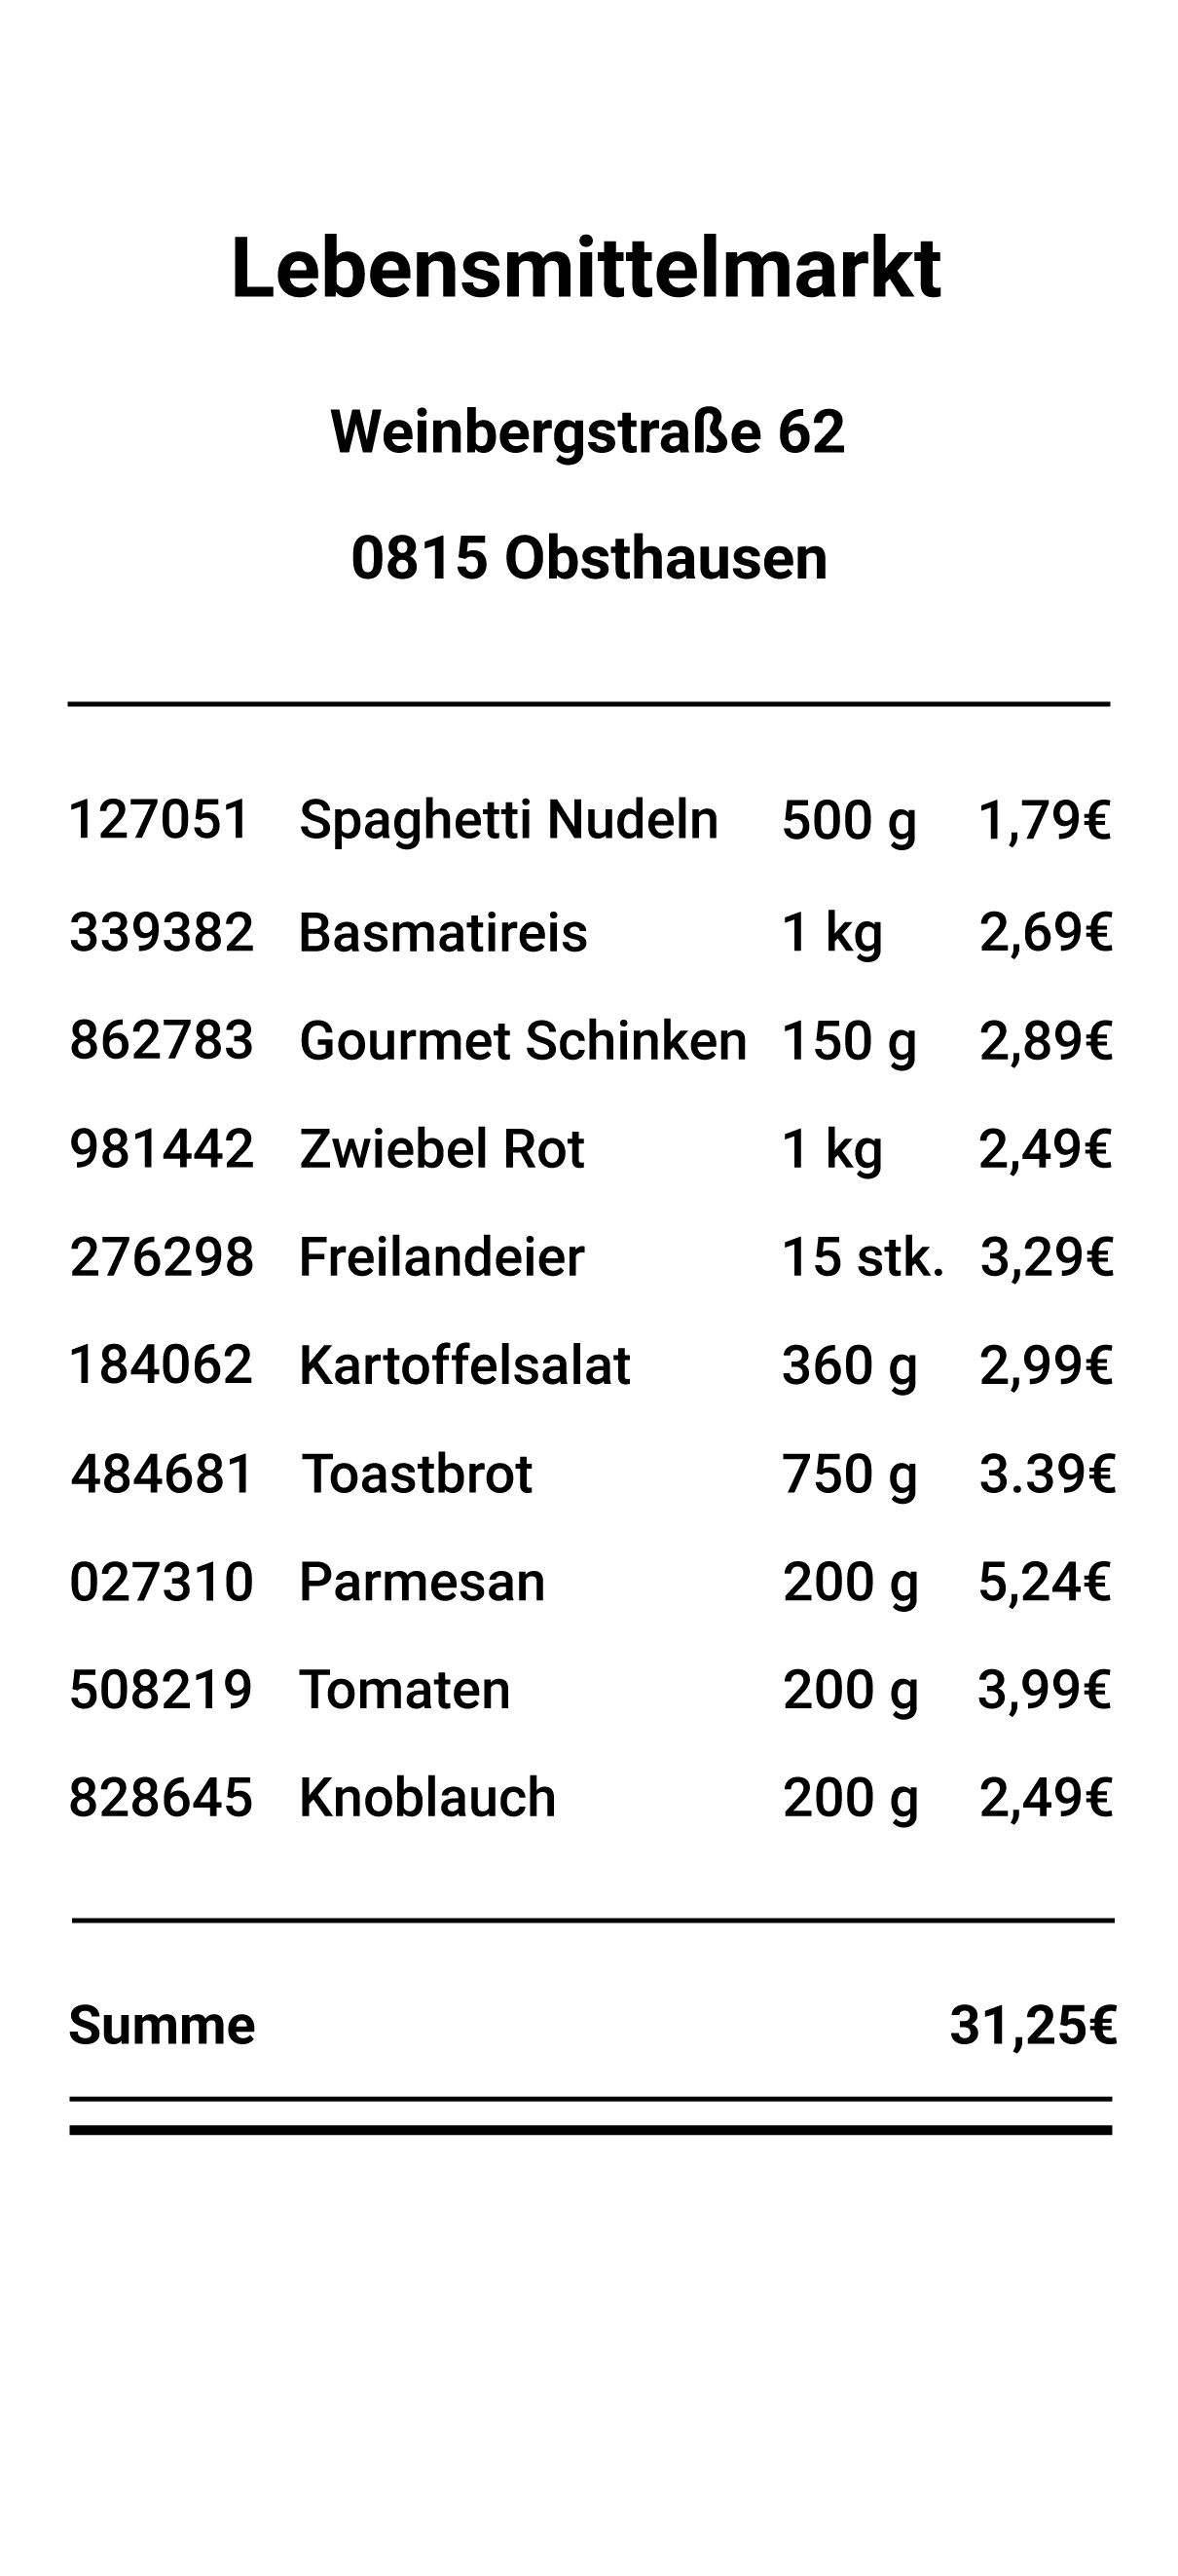 Lebensmittelmarkt
Weinbergstraße 62
0815 Obsthausen
127051 Spaghetti Nudeln 500 g 1,79€
339382 Basmatireis 1 kg 2,69€
862783 Gourmet Schinken 150 g 2,89€
981442 Zwiebel Rot 1 kg 2,49€
276298 Freilandeier 15 stk. 3,29€
184062 Kartoffelsalat 360 g 2,99€
484681 Toastbrot 750 g 3.39€
027310 Parmesan 200 g 5,24€
508219 Tomaten 200 g 3,99€
828645 Knoblauch 200 g 2,49€
Summe 31,25€